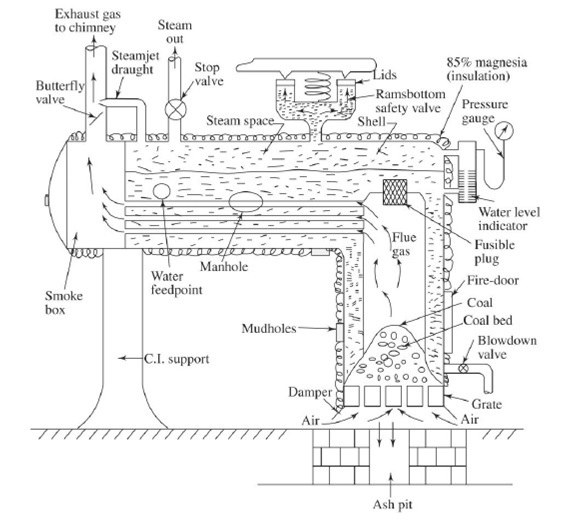 Exhaust gas
to chimney
Steam
out
Steamjet
draught
Stop
valve
Butterfly
valve
Lids
85% magnesia
(insulation)
Ramsbottom
safety valve
Steam space
Shell
Pressure
gauge
Water level
indicator
Flue
gas
Fusible
plug
Manhole
Water
feedpoint
Fire-door
Smoke
box
Coal
Coal bed
Mudholes
Blowdown
valve
C.I. support
Damper
Grate
Air
Air
Ash pit